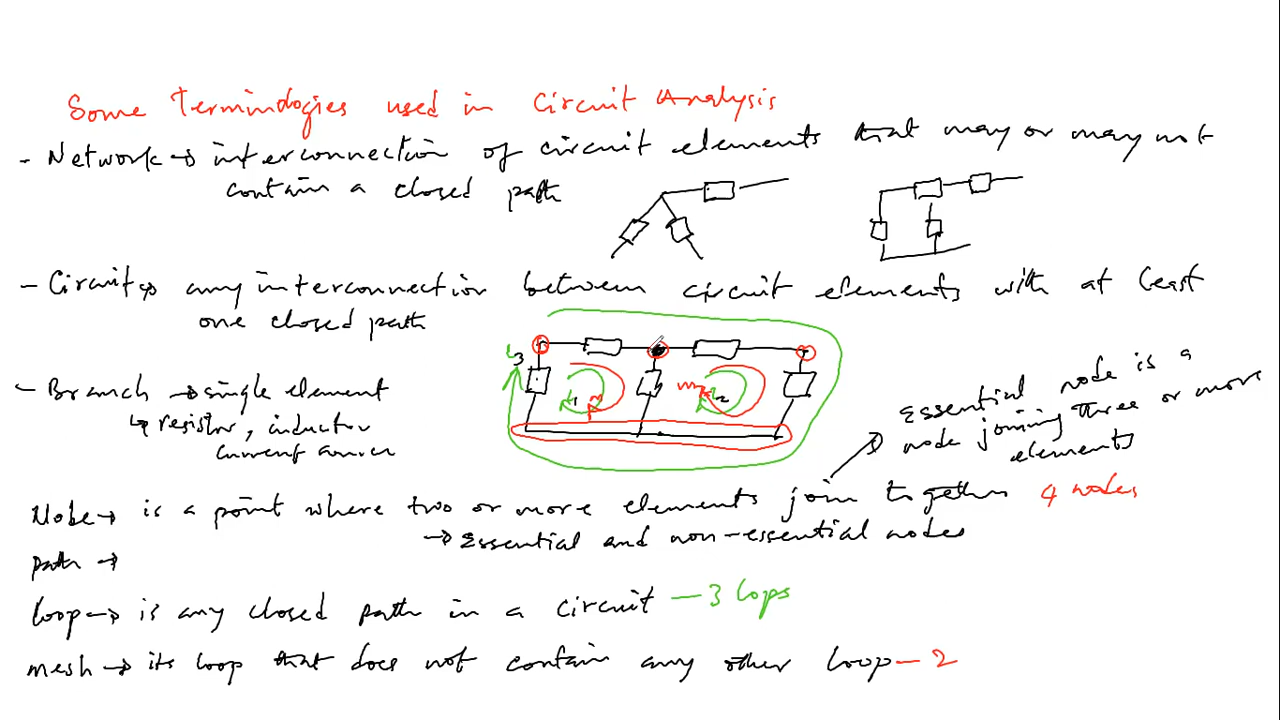 Some Terminologies used in Circuit Analysis
- Network → interconnection of circuit elements that may or may not
contain a closed path
- Circuit → any interconnection between circuit elements with at least
one closed path
L3
L1 m L2 m
- Branch → single element
↳ resistor, inductor
current source
Essential node is a
node joining three or more
elements
Node → is a point where two or more elements join together 4 nodes
→ Essential and non-essential nodes
path →
loop → is any closed path in a circuit - 3 loops
mesh → its loop that does not contain any other loop - 2